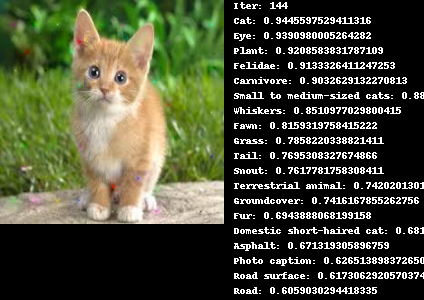 Iter: 144
Cat: 0.9445597529411316
Eye: 0.9390980005264282
Plant: 0.9208583831787109
Felidae: 0.9133326411247253
Carnivore: 0.9032629132270813
Small to medium-sized cats: 0.88
Whiskers: 0.8510977029800415
Fawn: 0.8159319758415222
Grass: 0.7858220338821411
Tail: 0.7695308327674866
Snout: 0.7617781758308411
Terrestrial animal: 0.7420201301
Groundcover: 0.7416167855262756
Fur: 0.6943888068199158
Domestic short-haired cat: 0.681
Asphalt: 0.671319305896759
Photo caption: 0.6265138983726501
Road surface: 0.6173062920570374
Road: 0.6059030294418335